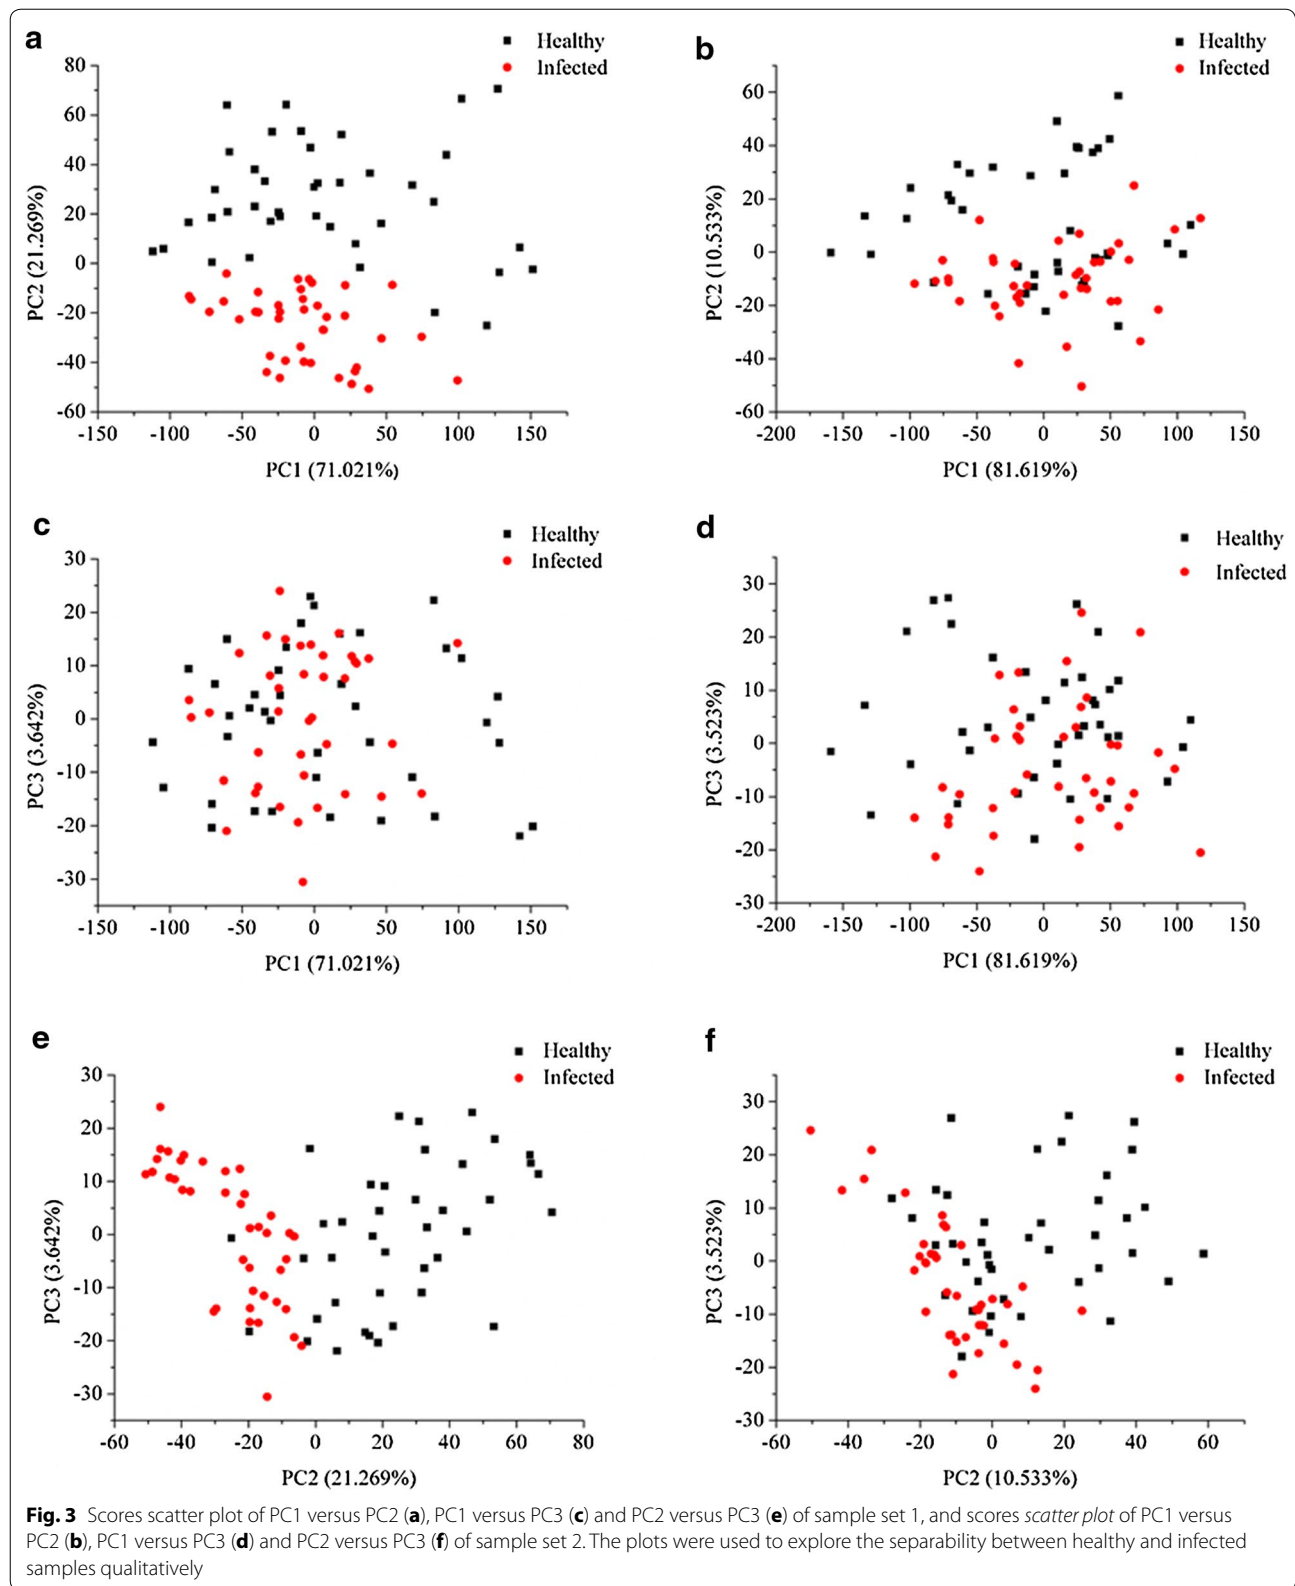 a
Healthy
Infected
80
60
40
20
0
-20
-40
-60
PC2 (21.269%)
-150
-100
-50
0
50
100
150
PC1 (71.021%)
b
Healthy
Infected
60
40
20
0
-20
-40
-60
PC2 (10.533%)
-200
-150
-100
-50
0
50
100
150
PC1 (81.619%)
c
Healthy
Infected
30
20
10
0
-10
-20
-30
PC3 (3.642%)
-150
-100
-50
0
50
100
150
PC1 (71.021%)
d
Healthy
Infected
30
20
10
0
-10
-20
-30
PC3 (3.523%)
-200
-150
-100
-50
0
50
100
150
PC1 (81.619%)
e
Healthy
Infected
30
20
10
0
-10
-20
-30
PC3 (3.642%)
-60
-40
-20
0
20
40
60
80
PC2 (21.269%)
f
Healthy
Infected
30
20
10
0
-10
-20
-30
PC3 (3.523%)
-60
-40
-20
0
20
40
60
PC2 (10.533%)
Fig. 3 Scores scatter plot of PC1 versus PC2 (a), PC1 versus PC3 (c) and PC2 versus PC3 (e) of sample set 1, and scores scatter plot of PC1 versus
PC2 (b), PC1 versus PC3 (d) and PC2 versus PC3 (f) of sample set 2. The plots were used to explore the separability between healthy and infected
samples qualitatively